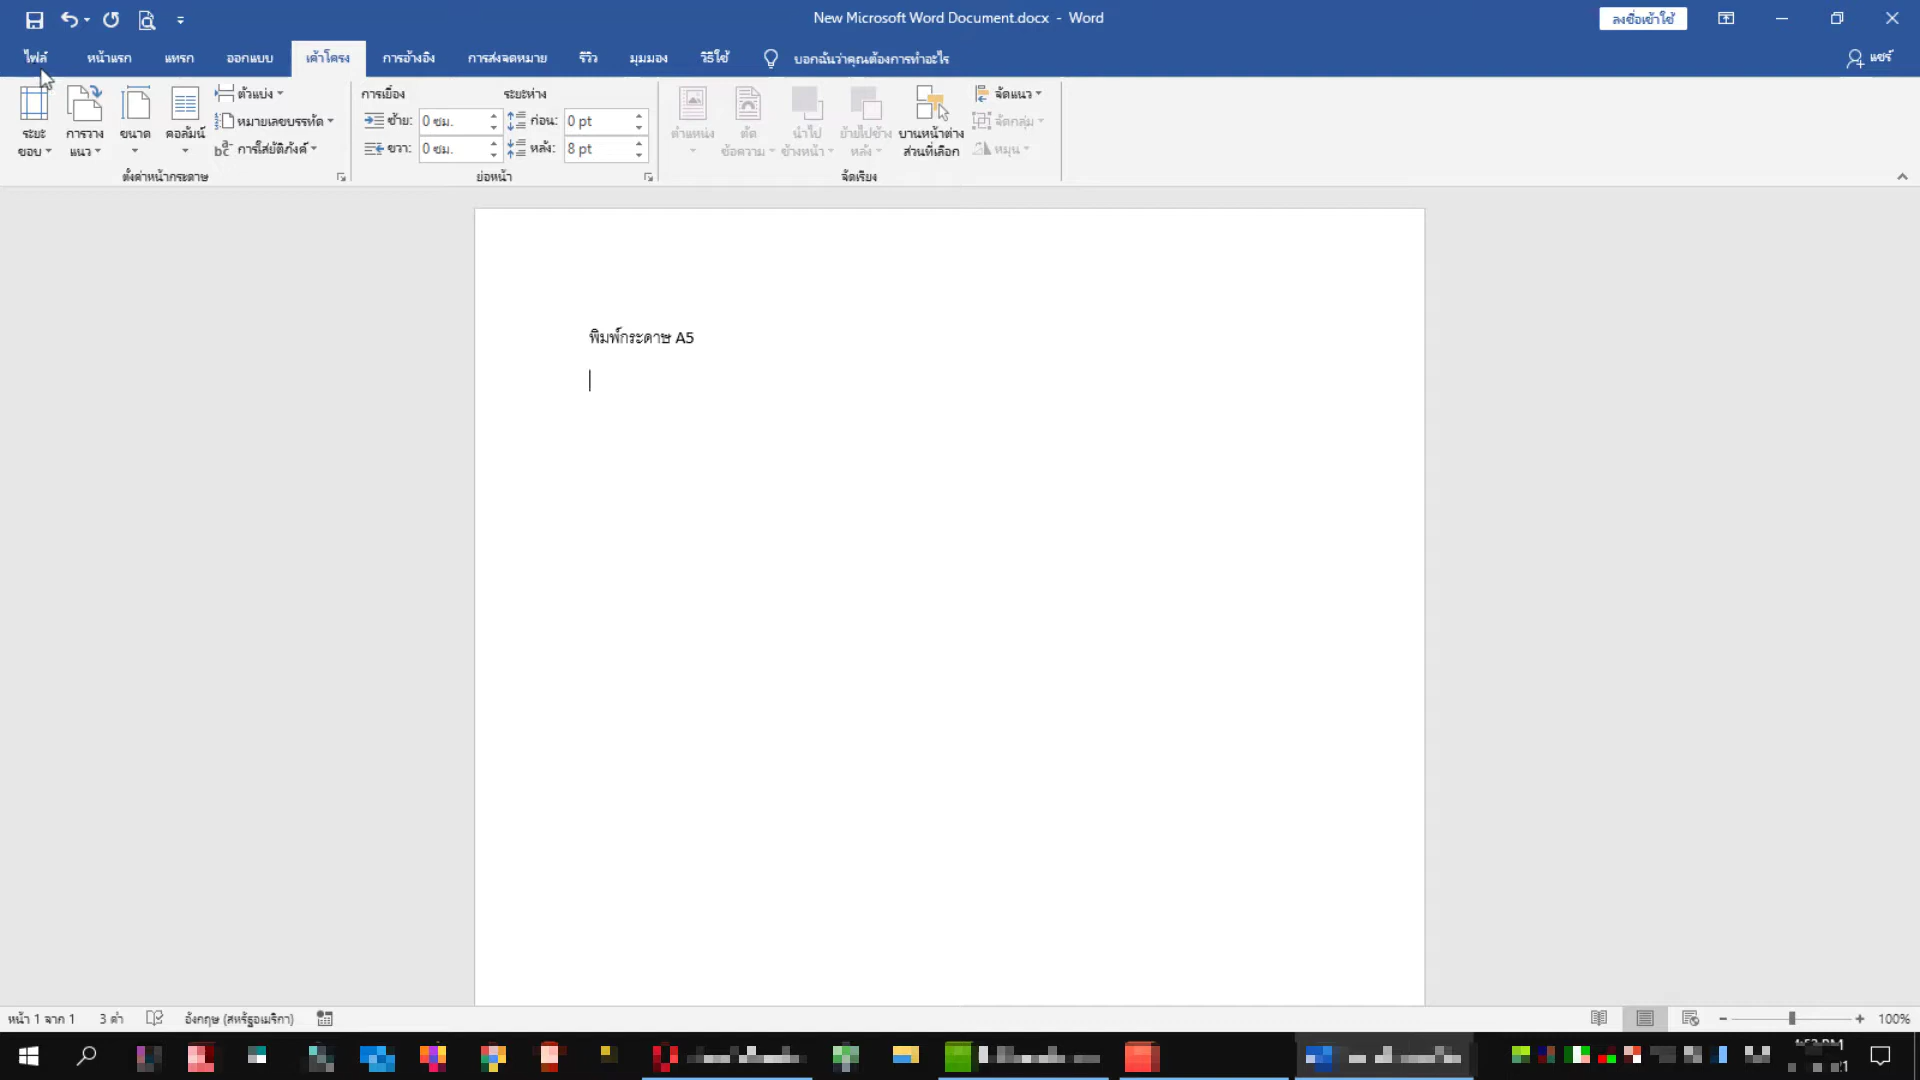 New Microsoft Word Document.docx - Word
ลงชื่อเข้าใช้
ไฟล์ หน้าแรก แทรก ออกแบบ เค้าโครง การอ้างอิง การส่งจดหมาย รีวิว มุมมอง วิธีใช้ บอกฉันว่าคุณต้องการทำอะไร แชร์
ระยะขอบ
การวางแนว
ขนาด
คอลัมน์
ตัวแบ่ง
หมายเลขบรรทัด
การใส่ยัติภังค์
ตั้งค่าหน้ากระดาษ
การเยื้อง
ซ้าย: 0 ซม.
ขวา: 0 ซม.
ระยะห่าง
ก่อน: 0 pt
หลัง: 8 pt
ย่อหน้า
ตำแหน่ง
ตัดข้อความ
นำไปข้างหน้า
ย้ายไปข้างหลัง
บานหน้าต่าง
ส่วนที่เลือก
จัดแนว
จัดกลุ่ม
หมุน
จัดเรียง
พิมพ์กระดาษ A5
หน้า 1 จาก 1 3 คำ อังกฤษ (สหรัฐอเมริกา) 100%